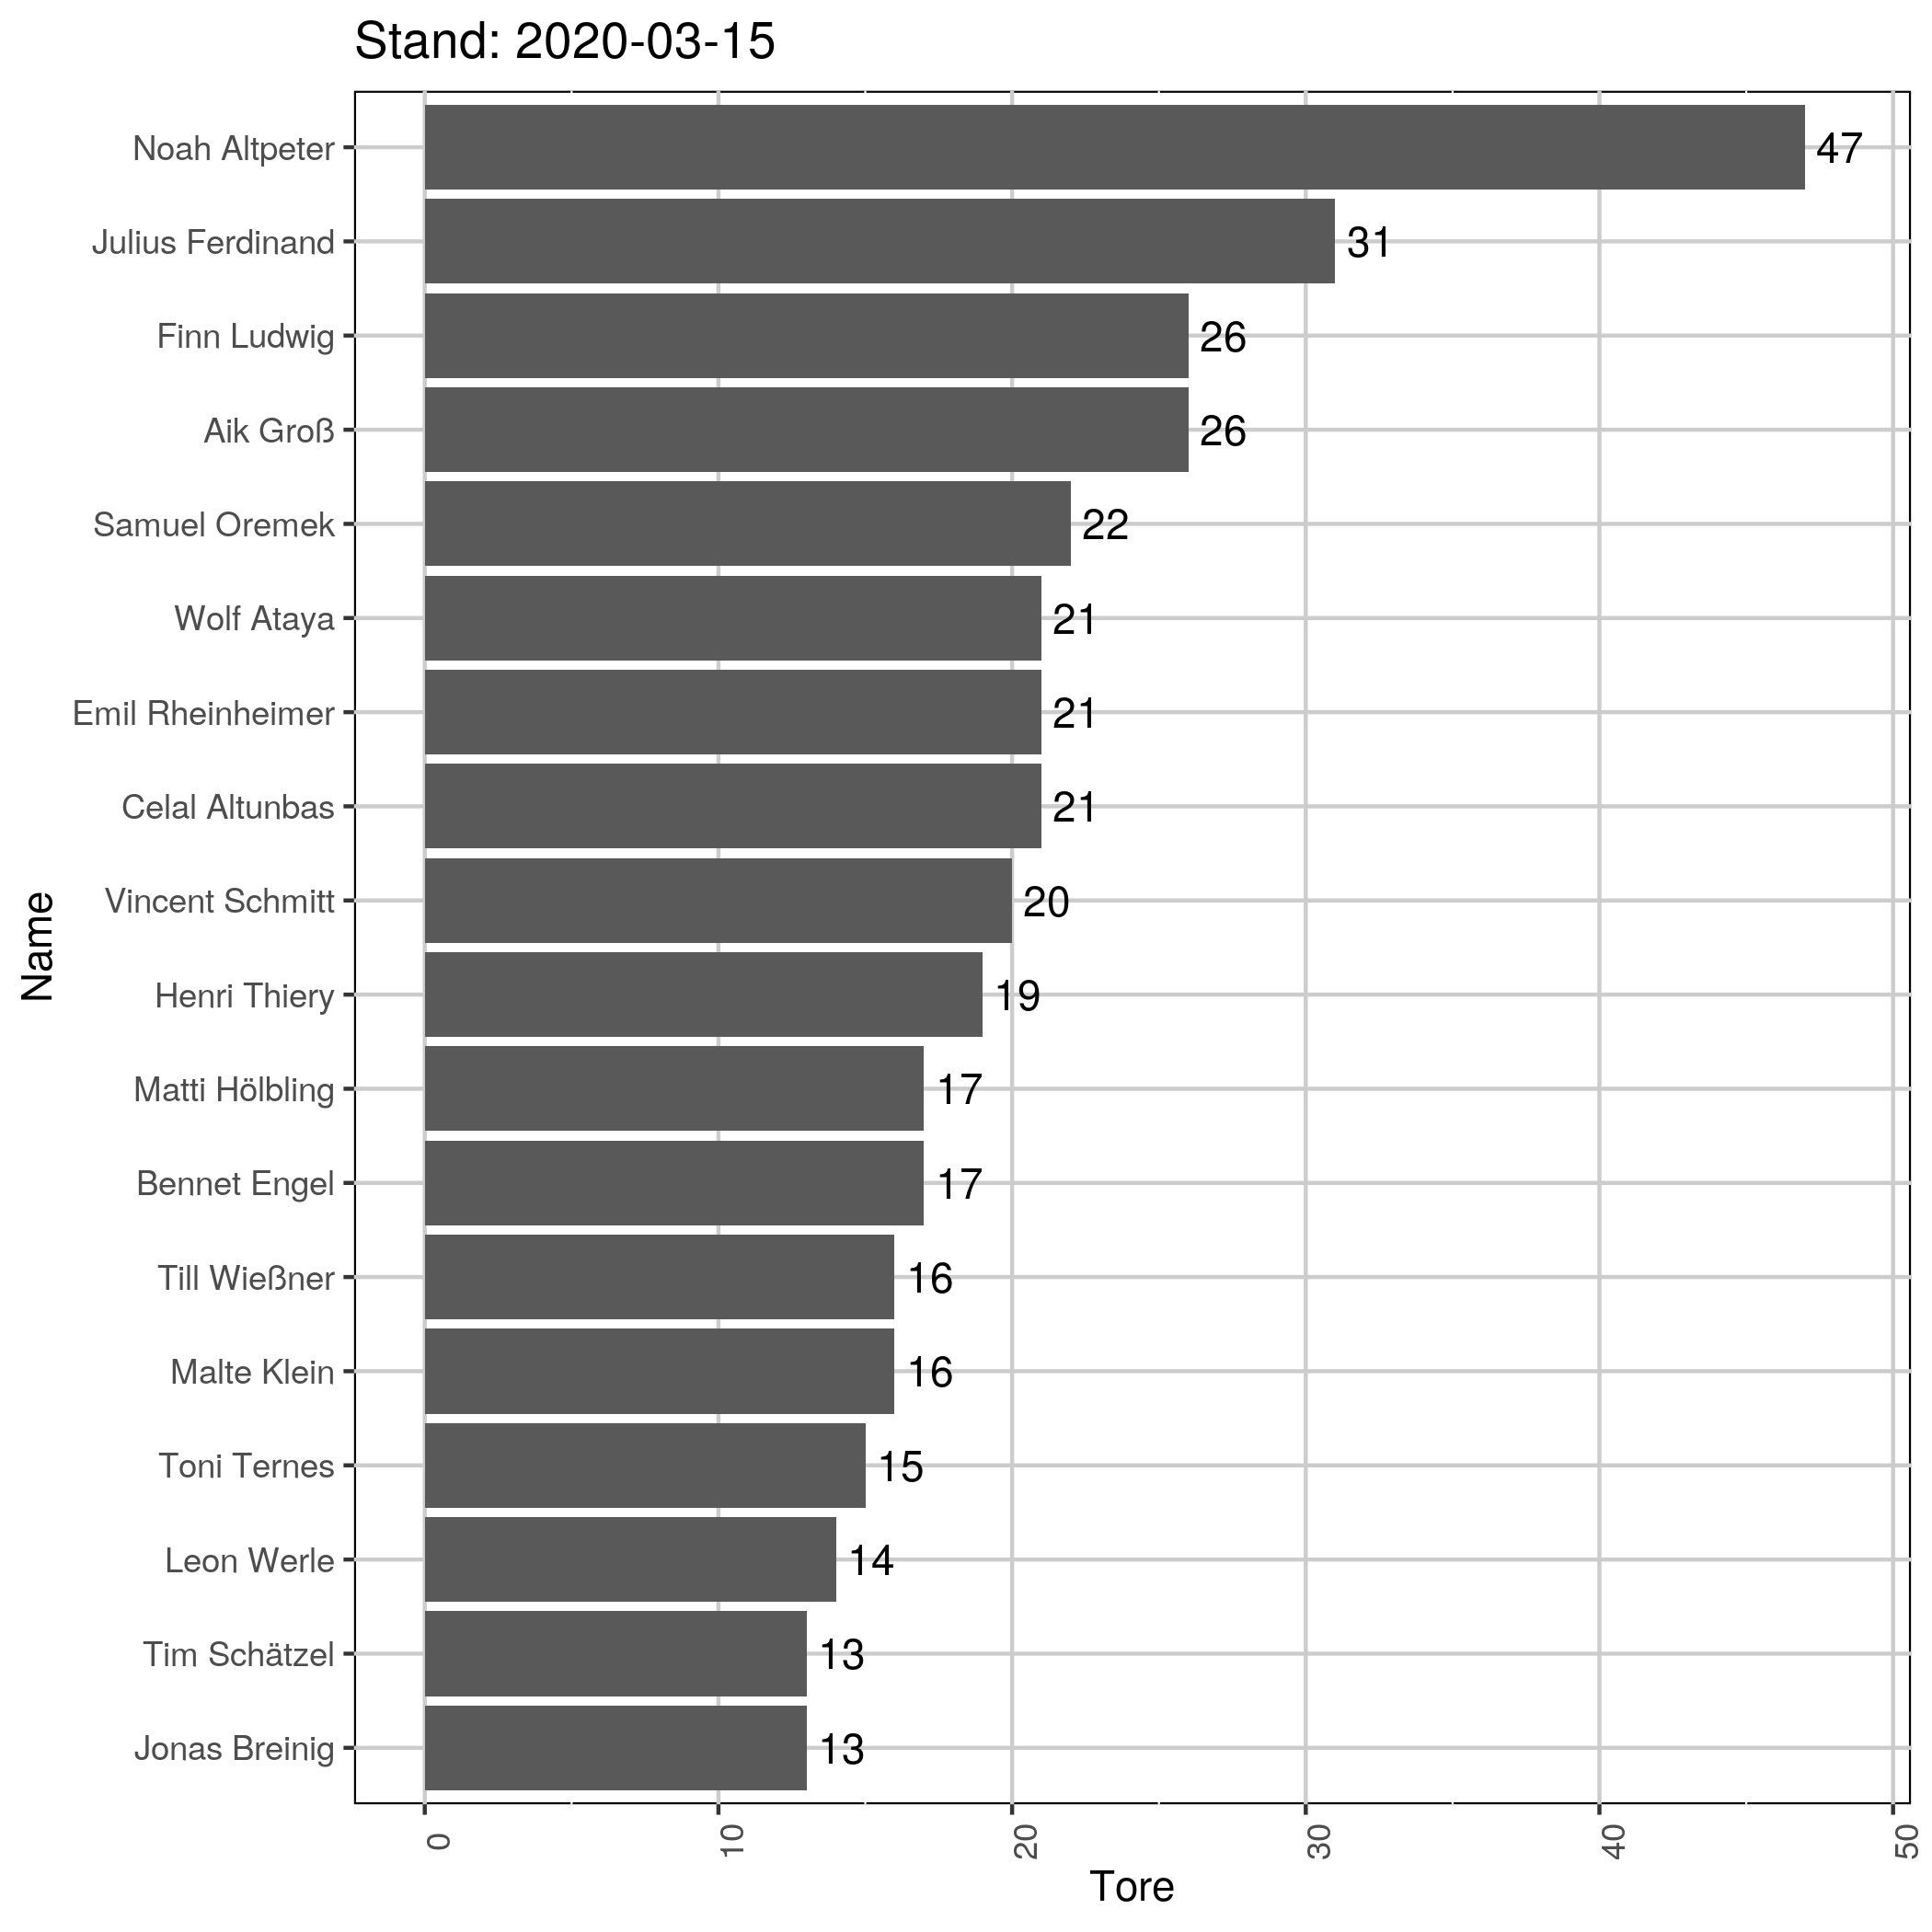 Stand: 2020-03-15
Noah Altpeter 47
Julius Ferdinand 31
Finn Ludwig 26
Aik Groß 26
Samuel Oremek 22
Wolf Ataya 21
Emil Rheinheimer 21
Celal Altunbas 21
Vincent Schmitt 20
Henri Thiery 19
Matti Hölbling 17
Bennet Engel 17
Till Wießner 16
Malte Klein 16
Toni Ternes 15
Leon Werle 14
Tim Schätzel 13
Jonas Breinig 13
Name
0 10 20 30 40 50
Tore